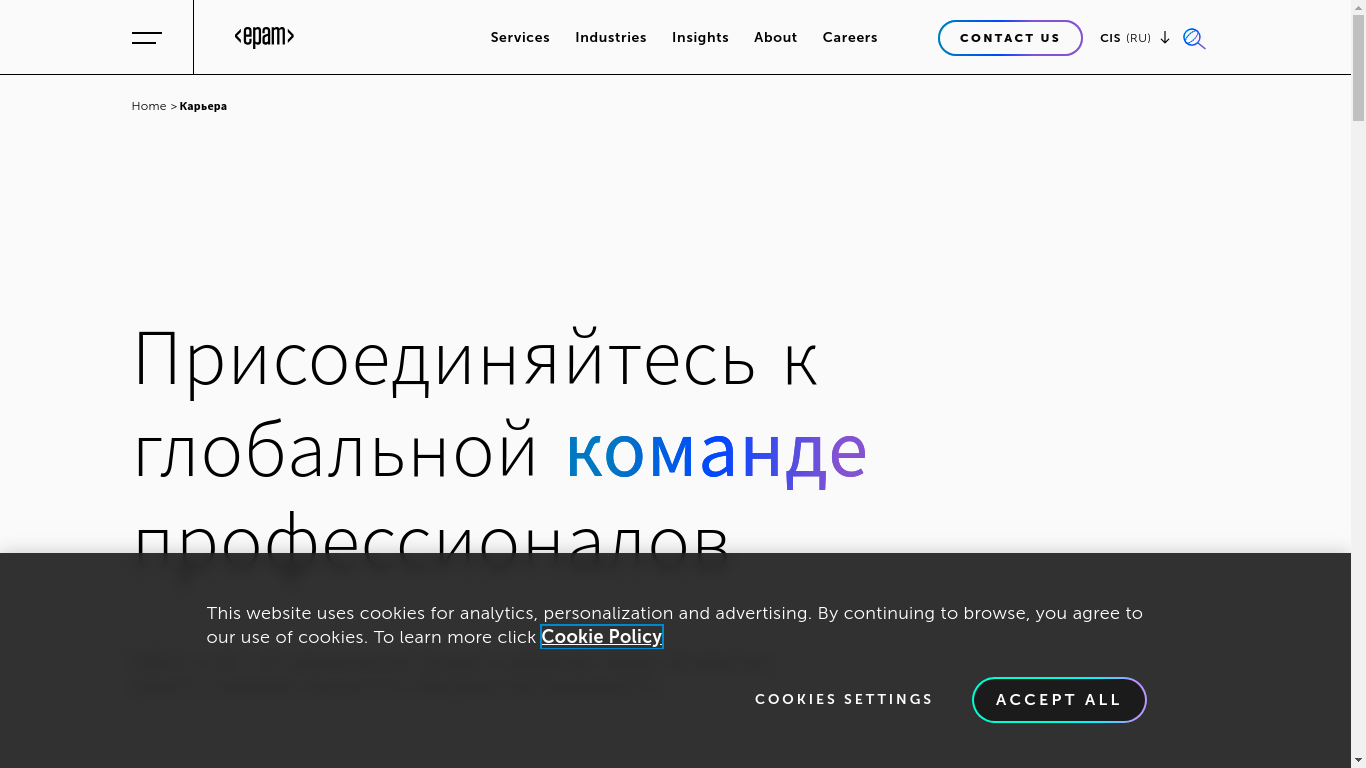 <epam>
Services Industries Insights About Careers
CONTACT US
CIS (RU)
Home > Карьера
Присоединяйтесь к
глобальной команде
профессионалов
This website uses cookies for analytics, personalization and advertising. By continuing to browse, you agree to
our use of cookies. To learn more click Cookie Policy
COOKIES SETTINGS
ACCEPT ALL